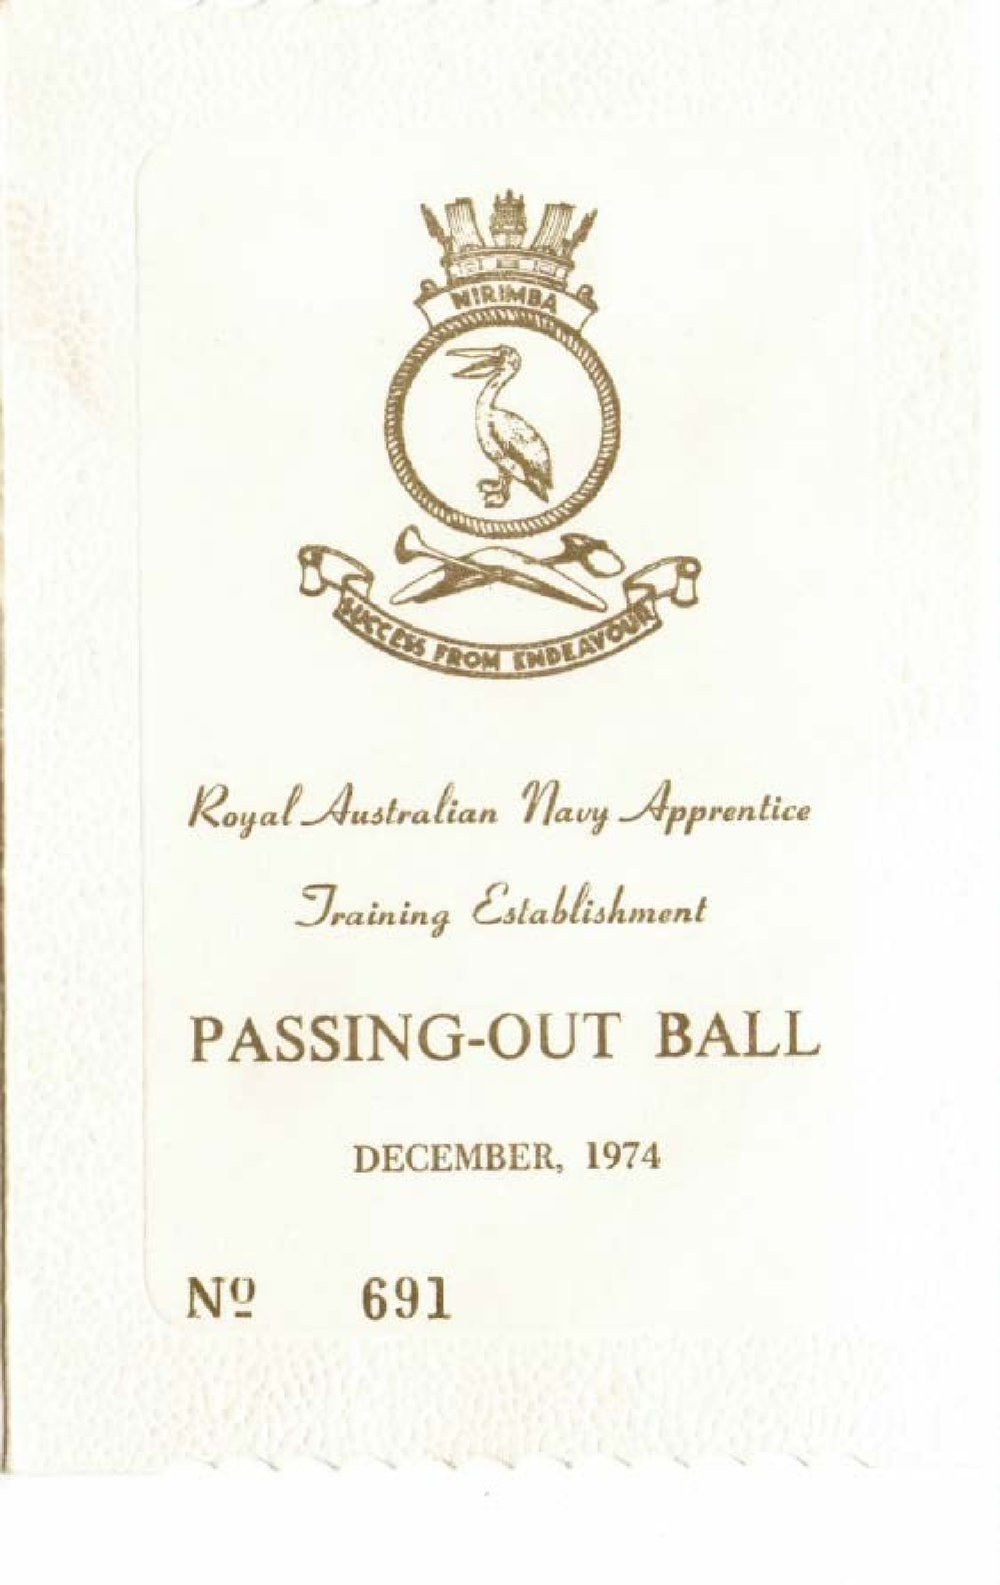 NIRIMBA
SUCCESS FROM ENDEAVOUR
Royal Australian Navy Apprentice
Training Establishment
PASSING-OUT BALL
DECEMBER, 1974
Nº 691